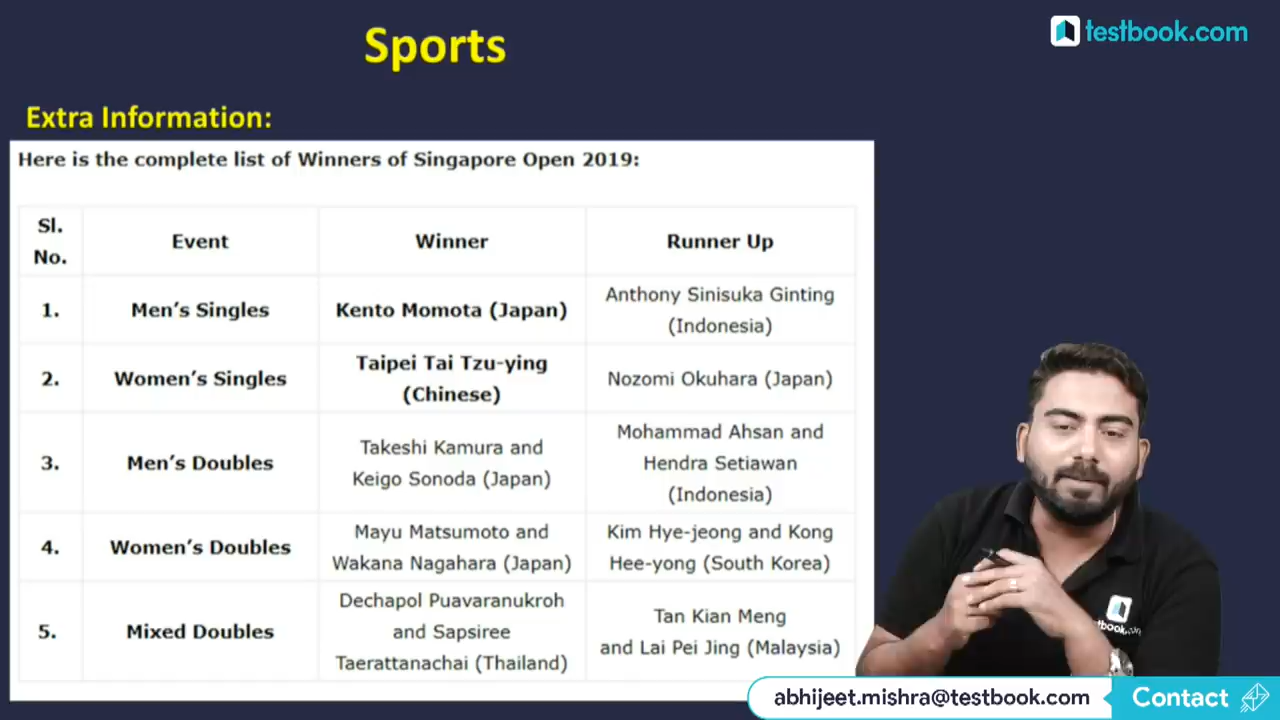 Sports
testbook.com
Extra Information:
Here is the complete list of Winners of Singapore Open 2019:
Sl. No. Event Winner Runner Up
1. Men's Singles Kento Momota (Japan) Anthony Sinisuka Ginting (Indonesia)
2. Women's Singles Taipei Tai Tzu-ying (Chinese) Nozomi Okuhara (Japan)
3. Men's Doubles Takeshi Kamura and Keigo Sonoda (Japan) Mohammad Ahsan and Hendra Setiawan (Indonesia)
4. Women's Doubles Mayu Matsumoto and Wakana Nagahara (Japan) Kim Hye-jeong and Kong Hee-yong (South Korea)
5. Mixed Doubles Dechapol Puavaranukroh and Sapsiree Taerattanachai (Thailand) Tan Kian Meng and Lai Pei Jing (Malaysia)
abhijeet.mishra@testbook.com
Contact